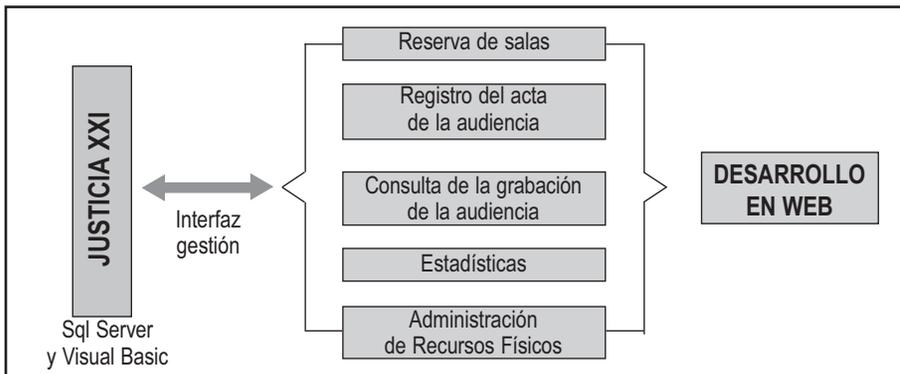 JUSTICIA XXI
Sql Server
y Visual Basic
Interfaz
gestión
Reserva de salas
Registro del acta
de la audiencia
Consulta de la grabación
de la audiencia
Estadísticas
Administración
de Recursos Físicos
DESARROLLO
EN WEB